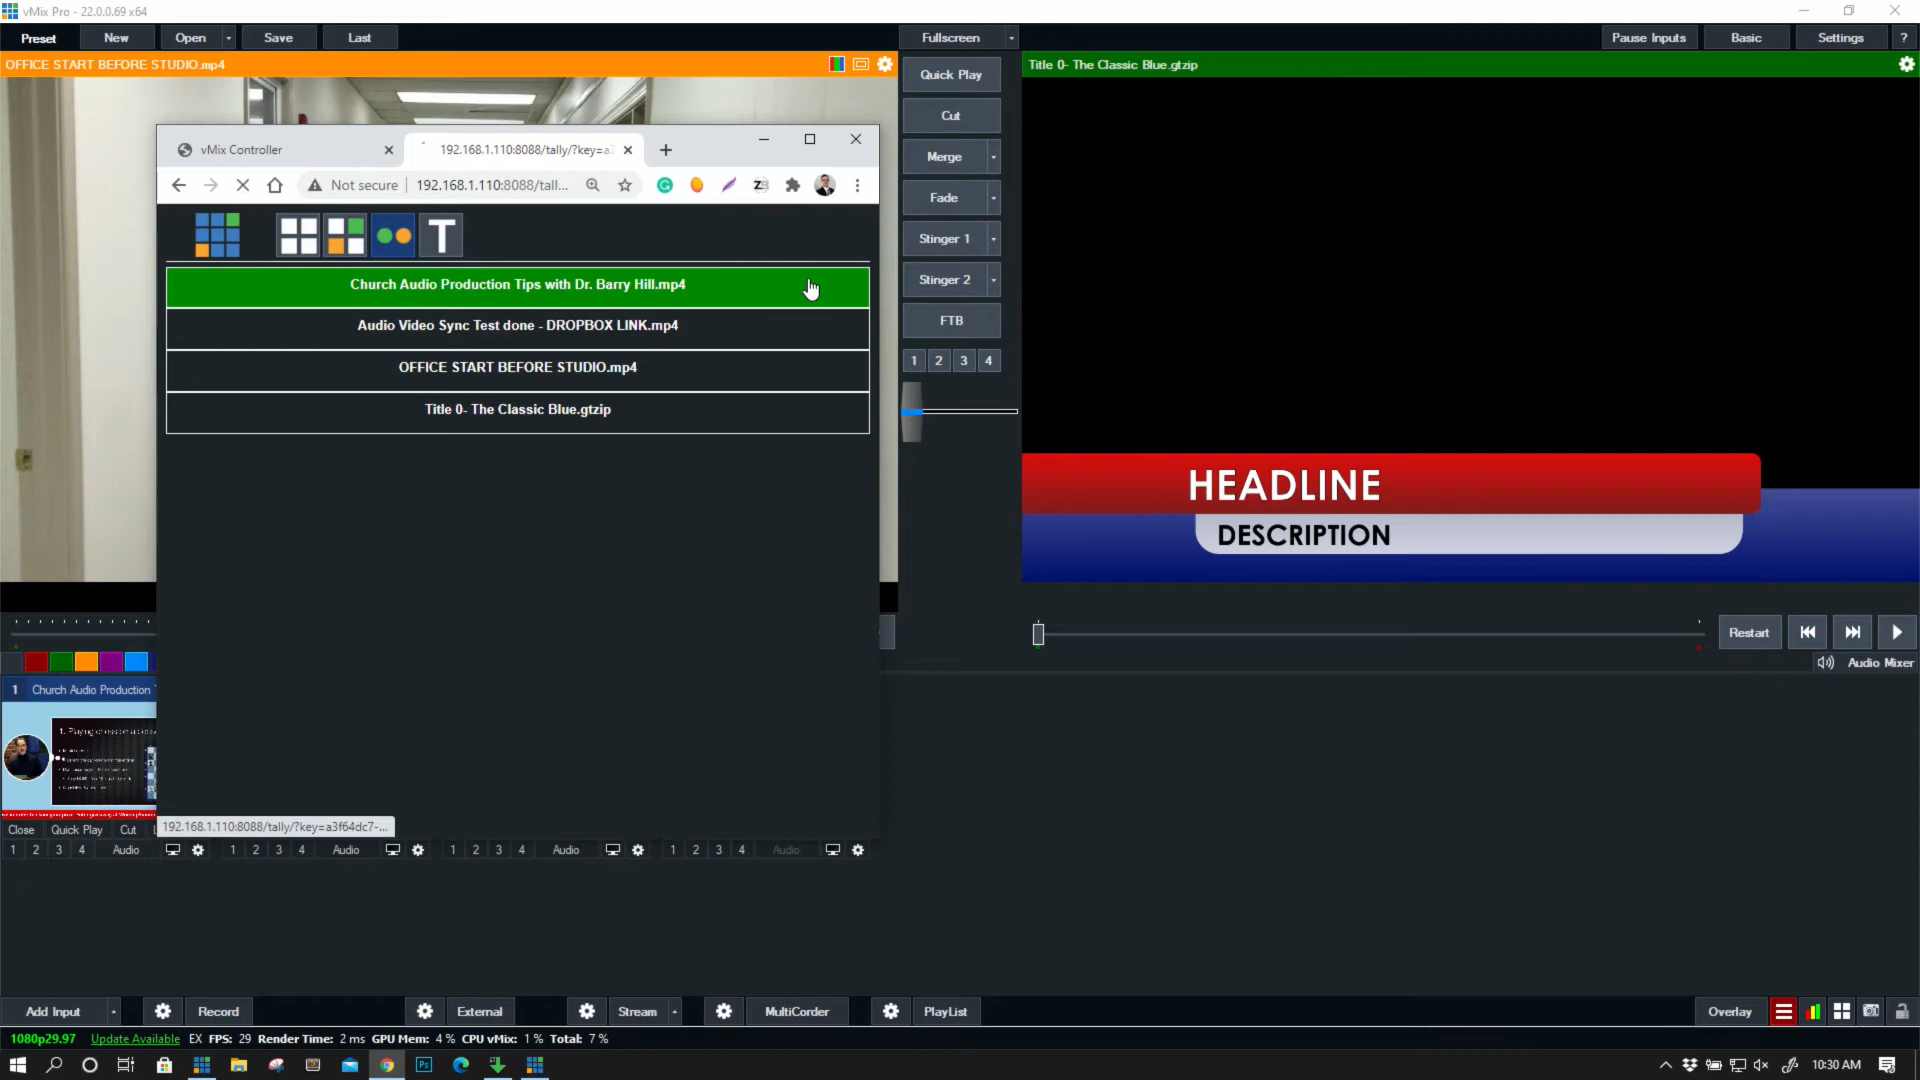 vMix Pro - 22.0.0.69 x64
Preset New Open Save Last Fullscreen Pause Inputs Basic Settings ?
OFFICE START BEFORE STUDIO.mp4
Title 0- The Classic Blue.gtzip
Quick Play
Cut
Merge
Fade
Stinger 1
Stinger 2
FTB
1 2 3 4
vMix Controller
192.168.1.110:8088/tally/?key=a3
Not secure 192.168.1.110:8088/tall...
T
Church Audio Production Tips with Dr. Barry Hill.mp4
Audio Video Sync Test done - DROPBOX LINK.mp4
OFFICE START BEFORE STUDIO.mp4
Title 0- The Classic Blue.gtzip
HEADLINE
DESCRIPTION
Restart
Audio Mixer
1 Church Audio Production
Close Quick Play Cut
192.168.1.110:8088/tally/?key=a3f64dc7-...
1 2 3 4 Audio 1 2 3 4 Audio 1 2 3 4 Audio 1 2 3 4 Audio
Add Input Record External Stream MultiCorder PlayList Overlay
1080p29.97 Update Available EX FPS: 29 Render Time: 2 ms GPU Mem: 4 % CPU vMix: 1 % Total: 7 %
Ps
10:30 AM